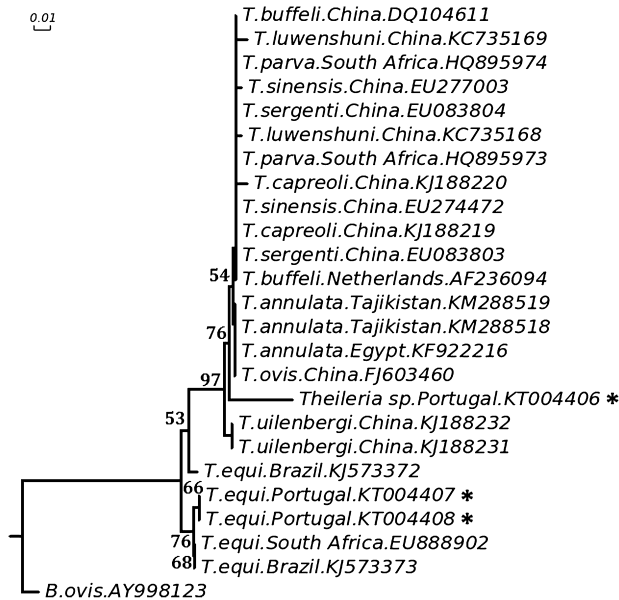 0.01
T.buffeli.China.DQ104611
T.luwenshuni.China.KC735169
T.parva.South Africa.HQ895974
T.sinensis.China.EU277003
T.sergenti.China.EU083804
T.luwenshuni.China.KC735168
T.parva.South Africa.HQ895973
T.capreoli.China.KJ188220
T.sinensis.China.EU274472
T.capreoli.China.KJ188219
T.sergenti.China.EU083803
54
T.buffeli.Netherlands.AF236094
T.annulata.Tajikistan.KM288519
76
T.annulata.Tajikistan.KM288518
T.annulata.Egypt.KF922216
97
T.ovis.China.FJ603460
Theileria sp.Portugal.KT004406 *
53
T.uilenbergi.China.KJ188232
T.uilenbergi.China.KJ188231
T.equi.Brazil.KJ573372
66
T.equi.Portugal.KT004407 *
T.equi.Portugal.KT004408 *
76
T.equi.South Africa.EU888902
68
T.equi.Brazil.KJ573373
B.ovis.AY998123